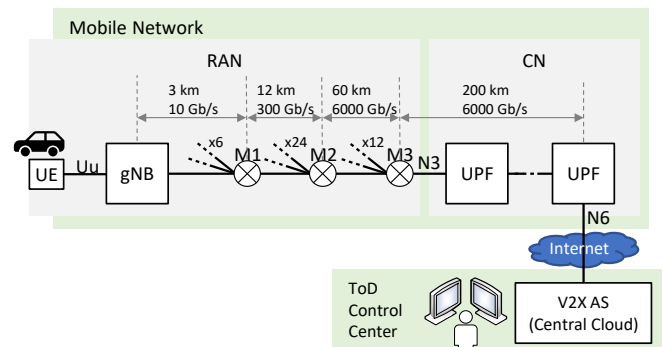 Mobile Network
RAN
CN
3 km
10 Gb/s
12 km
300 Gb/s
60 km
6000 Gb/s
200 km
6000 Gb/s
UE
Uu
gNB
x6
M1
x24
M2
x12
M3
N3
UPF
UPF
N6
Internet
ToD
Control
Center
V2X AS
(Central Cloud)